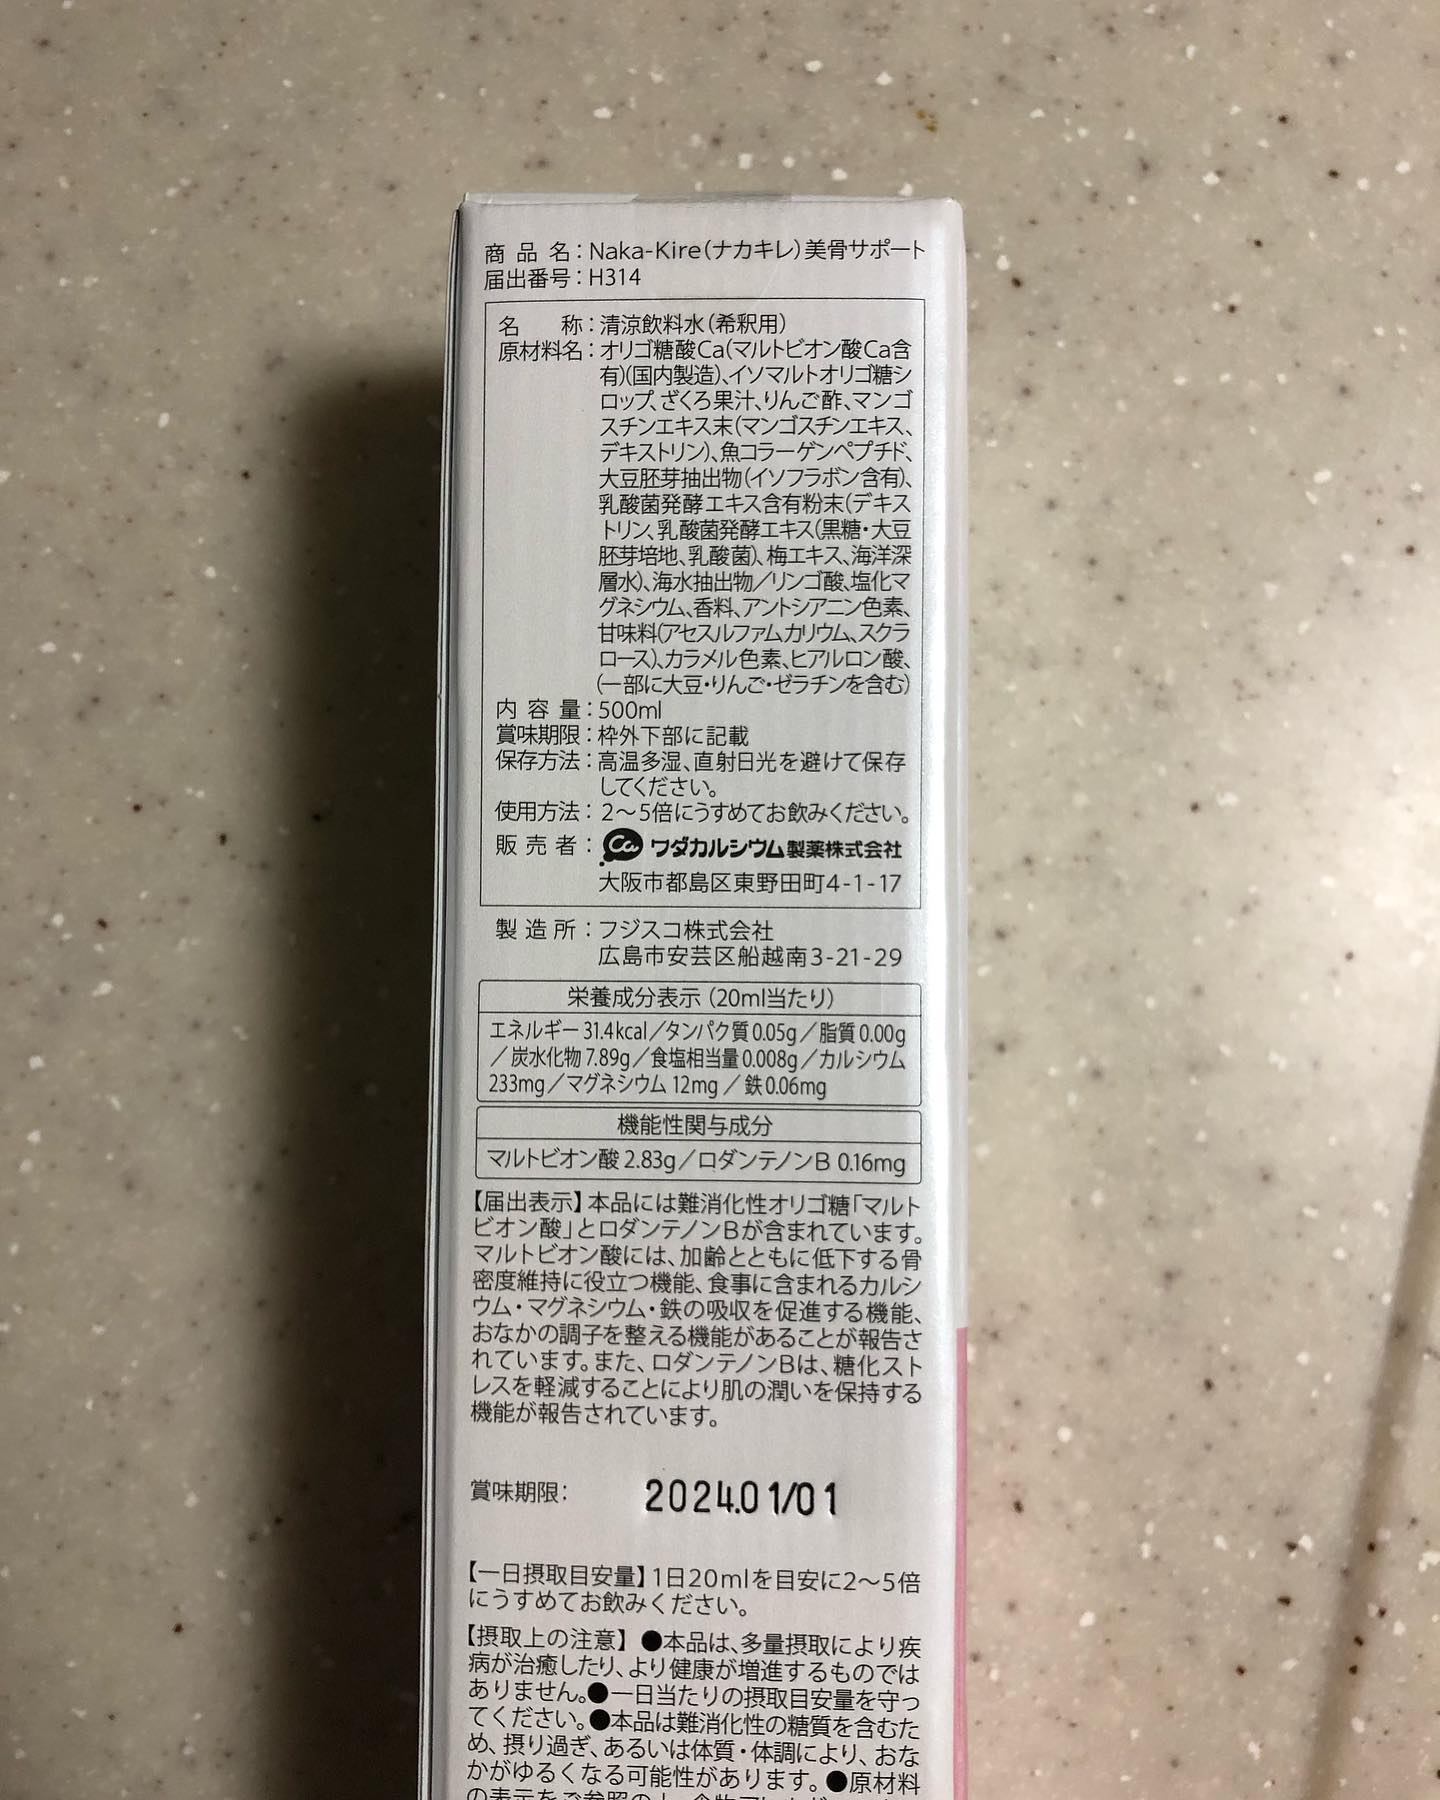 商品名：Naka-Kire（ナカキレ）美骨サポート
届出番号：H314
名称：清涼飲料水（希釈用）
原材料名：オリゴ糖酸Ca（マルトビオン酸Ca含
有）（国内製造）、イソマルトオリゴ糖シ
ロップ、ざくろ果汁、りんご酢、マンゴ
スチンエキス末（マンゴスチンエキス、
デキストリン）、魚コラーゲンペプチド、
大豆胚芽抽出物（イソフラボン含有）、
乳酸菌発酵エキス含有粉末（デキス
トリン、乳酸菌発酵エキス（黒糖・大豆
胚芽培地、乳酸菌）、梅エキス、海洋深
層水）、海水抽出物／リンゴ酸、塩化マ
グネシウム、香料、アントシアニン色素、
甘味料（アセスルファムカリウム、スクラ
ロース）、カラメル色素、ヒアルロン酸、
（一部に大豆・りんご・ゼラチンを含む）
内容量：500ml
賞味期限：枠外下部に記載
保存方法：高温多湿、直射日光を避けて保存
してください。
使用方法：2～5倍にうすめてお飲みください。
販売者：Ca ワダカルシウム製薬株式会社
大阪市都島区東野田町4-1-17
製造所：フジスコ株式会社
広島市安芸区船越南3-21-29
栄養成分表示（20ml当たり）
エネルギー 31.4kcal／タンパク質 0.05g／脂質 0.00g
／炭水化物 7.89g／食塩相当量 0.008g／カルシウム
233mg／マグネシウム 12mg／鉄 0.06mg
機能性関与成分
マルトビオン酸 2.83g／ロダンテノンB 0.16mg
【届出表示】本品には難消化性オリゴ糖「マルト
ビオン酸」とロダンテノンBが含まれています。
マルトビオン酸には、加齢とともに低下する骨
密度維持に役立つ機能、食事に含まれるカルシ
ウム・マグネシウム・鉄の吸収を促進する機能、
おなかの調子を整える機能があることが報告さ
れています。また、ロダンテノンBは、糖化スト
レスを軽減することにより肌の潤いを保持する
機能が報告されています。
賞味期限： 2024.01/01
【一日摂取目安量】1日20mlを目安に2～5倍
にうすめてお飲みください。
【摂取上の注意】●本品は、多量摂取により疾
病が治癒したり、より健康が増進するものでは
ありません。●一日当たりの摂取目安量を守っ
てください。●本品は難消化性の糖質を含むた
め、摂り過ぎ、あるいは体質・体調により、おな
かがゆるくなる可能性があります。●原材料
の表示をご参照の上、食物アレルギ